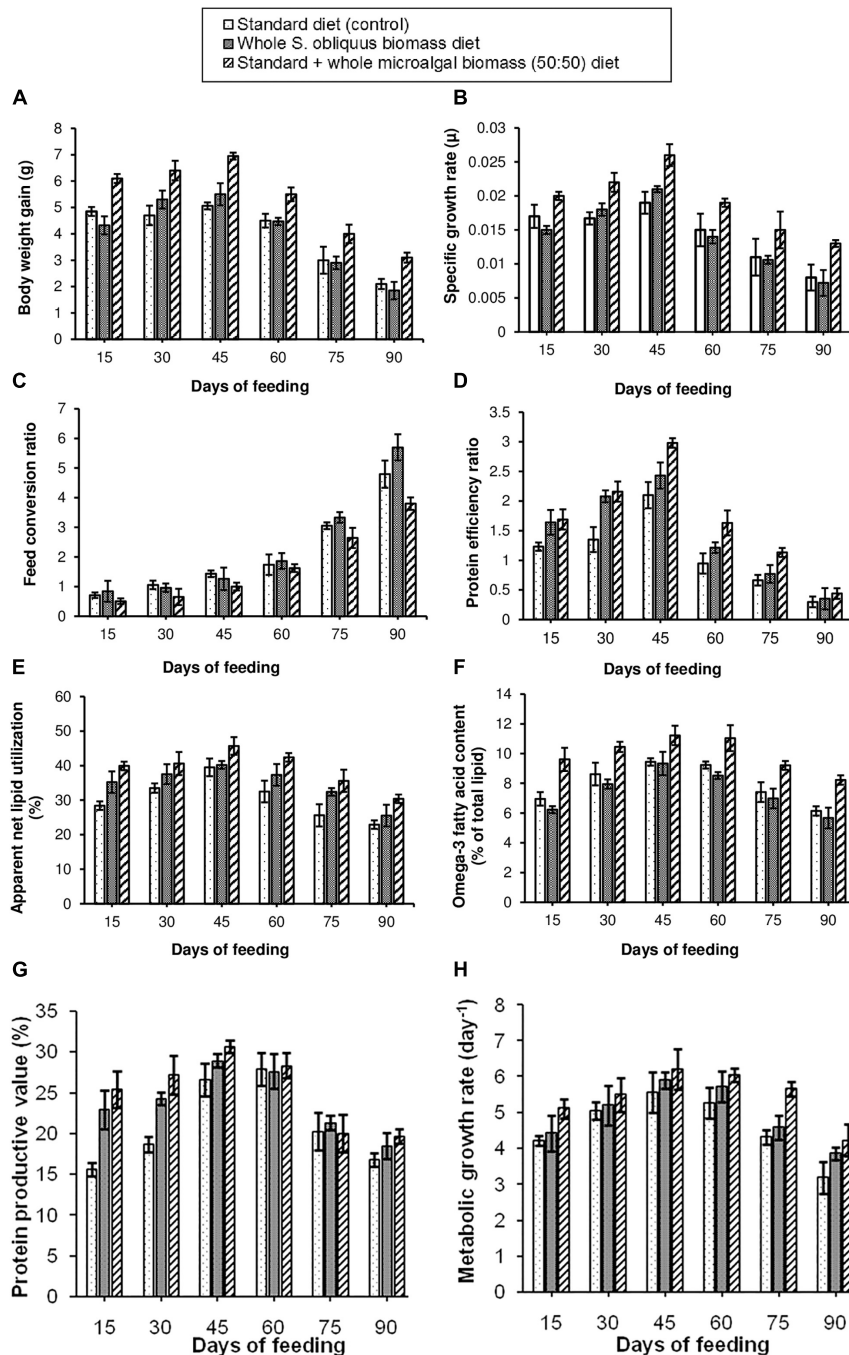 Standard diet (control)
Whole S. obliquus biomass diet
Standard + whole microalgal biomass (50:50) diet
A
Body weight gain (g)
8
7
6
5
4
3
2
1
0
15 30 45 60 75 90
Days of feeding
B
Specific growth rate (µ)
0.03
0.025
0.02
0.015
0.01
0.005
0
15 30 45 60 75 90
Days of feeding
C
Feed conversion ratio
7
6
5
4
3
2
1
0
15 30 45 60 75 90
Days of feeding
D
Protein efficiency ratio
3.5
3
2.5
2
1.5
1
0.5
0
15 30 45 60 75 90
Days of feeding
E
Apparent net lipid utilization
(%)
60
50
40
30
20
10
0
15 30 45 60 75 90
Days of feeding
F
Omega-3 fatty acid content
(% of total lipid)
14
12
10
8
6
4
2
0
15 30 45 60 75 90
Days of feeding
G
Protein productive value (%)
35
30
25
20
15
10
5
0
15 30 45 60 75 90
Days of feeding
H
Metabolic growth rate (day⁻¹)
8
7
6
5
4
3
2
1
0
15 30 45 60 75 90
Days of feeding